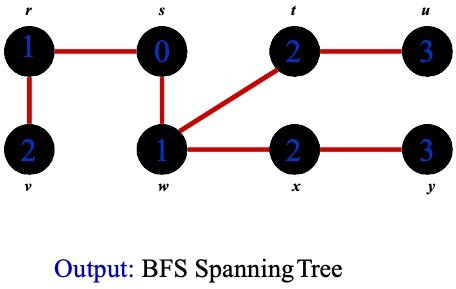 r s t u
1 0 2 3
2 1 2 3
v w x y
Output: BFS Spanning Tree